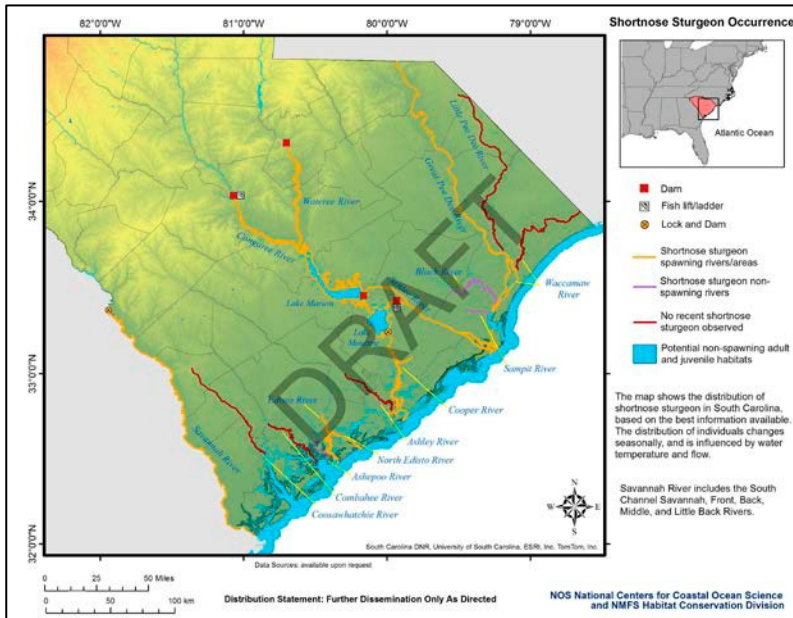 82°0'0"W
81°0'0"W
80°0'0"W
79°0'0"W
34°0'0"N
33°0'0"N
32°0'0"N
Shortnose Sturgeon Occurrence
Atlantic Ocean
Little Pee Dee River
Great Pee Dee River
Wateree River
Congaree River
Black River
Lake Marion
Lake
Waccamaw
River
Sampit River
Cooper River
Ashley River
North Edisto River
Ashepoo River
Combahee River
Coosawhatchie River
Savannah River
DRAFT
Dam
Fish lift/ladder
Lock and Dam
Shortnose sturgeon
spawning rivers/areas
Shortnose sturgeon non-
spawning rivers
No recent shortnose
sturgeon observed
Potential non-spawning adult
and juvenile habitats
The map shows the distribution of
shortnose sturgeon in South Carolina,
based on the best information available.
The distribution of individuals changes
seasonally, and is influenced by water
temperature and flow.
Savannah River includes the South
Channel Savannah, Front, Back,
Middle, and Little Back Rivers.
N
E
S
W
South Carolina DNR, University of South Carolina, ESRI, Inc. TomTom, Inc.
Data Sources: available upon request
0 25 50 Miles
0 50 100 km
Distribution Statement: Further Dissemination Only As Directed
NOS National Centers for Coastal Ocean Science
and NMFS Habitat Conservation Division